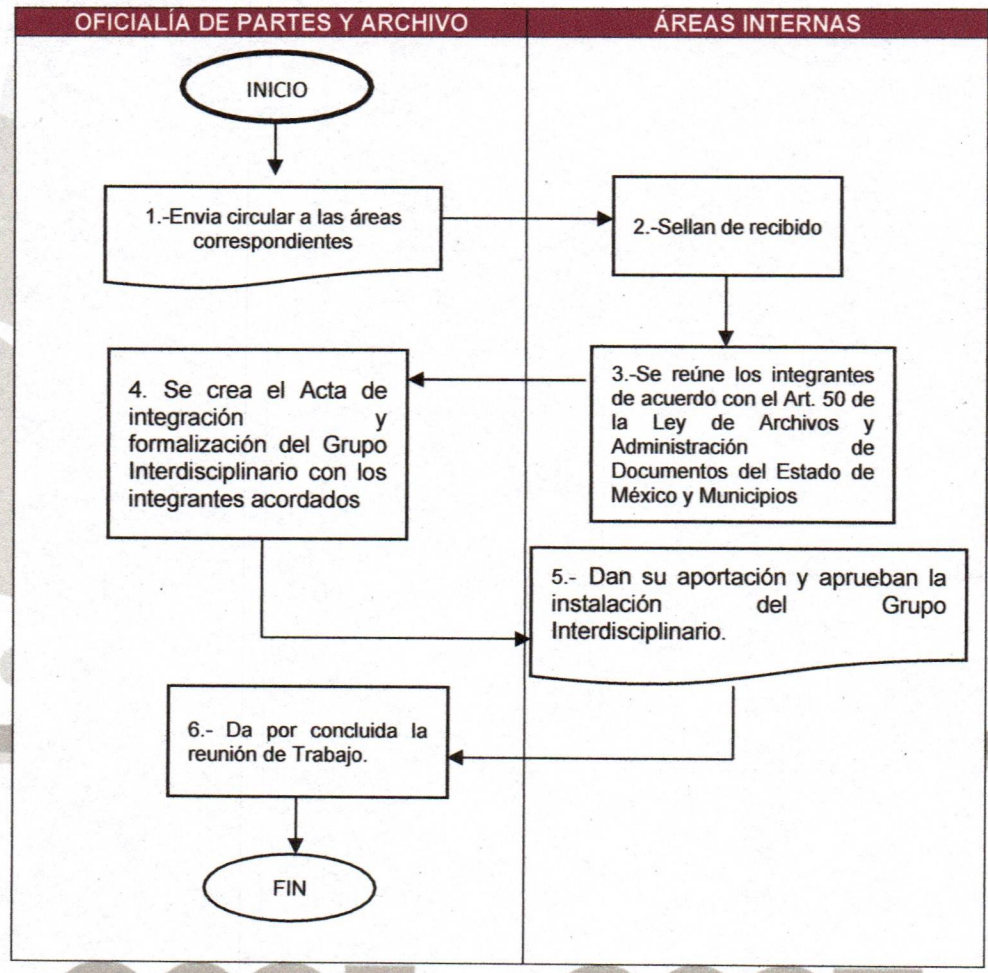 OFICIALÍA DE PARTES Y ARCHIVO
ÁREAS INTERNAS
INICIO
1.-Envia circular a las áreas
correspondientes
2.-Sellan de recibido
3.-Se reúne los integrantes
de acuerdo con el Art. 50 de
la Ley de Archivos y
Administración de
Documentos del Estado de
México y Municipios
4. Se crea el Acta de
integración y
formalización del Grupo
Interdisciplinario con los
integrantes acordados
5.- Dan su aportación y aprueban la
instalación del Grupo
Interdisciplinario.
6.- Da por concluida la
reunión de Trabajo.
FIN